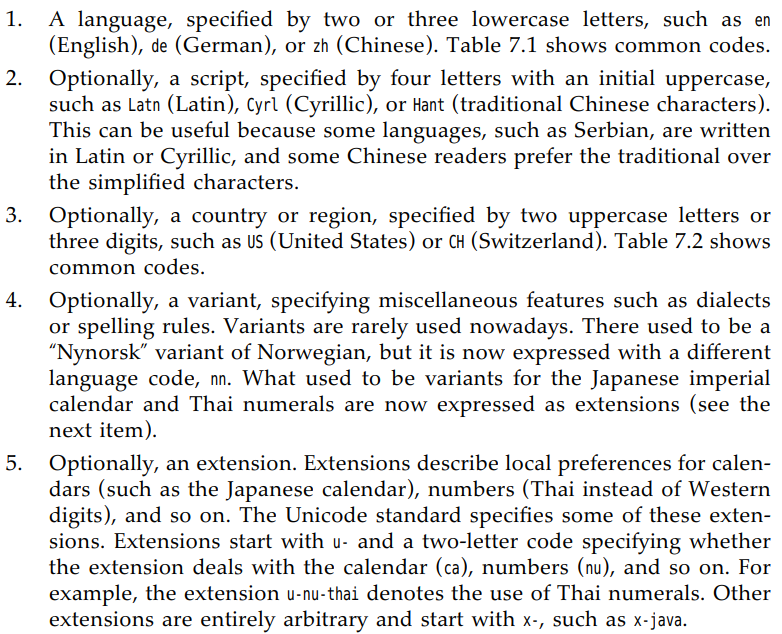 1. A language, specified by two or three lowercase letters, such as en
(English), de (German), or zh (Chinese). Table 7.1 shows common codes.
2. Optionally, a script, specified by four letters with an initial uppercase,
such as Latn (Latin), Cyrl (Cyrillic), or Hant (traditional Chinese characters).
This can be useful because some languages, such as Serbian, are written
in Latin or Cyrillic, and some Chinese readers prefer the traditional over
the simplified characters.
3. Optionally, a country or region, specified by two uppercase letters or
three digits, such as US (United States) or CH (Switzerland). Table 7.2 shows
common codes.
4. Optionally, a variant, specifying miscellaneous features such as dialects
or spelling rules. Variants are rarely used nowadays. There used to be a
“Nynorsk” variant of Norwegian, but it is now expressed with a different
language code, nn. What used to be variants for the Japanese imperial
calendar and Thai numerals are now expressed as extensions (see the
next item).
5. Optionally, an extension. Extensions describe local preferences for calen-
dars (such as the Japanese calendar), numbers (Thai instead of Western
digits), and so on. The Unicode standard specifies some of these exten-
sions. Extensions start with u- and a two-letter code specifying whether
the extension deals with the calendar (ca), numbers (nu), and so on. For
example, the extension u-nu-thai denotes the use of Thai numerals. Other
extensions are entirely arbitrary and start with x-, such as x-java.